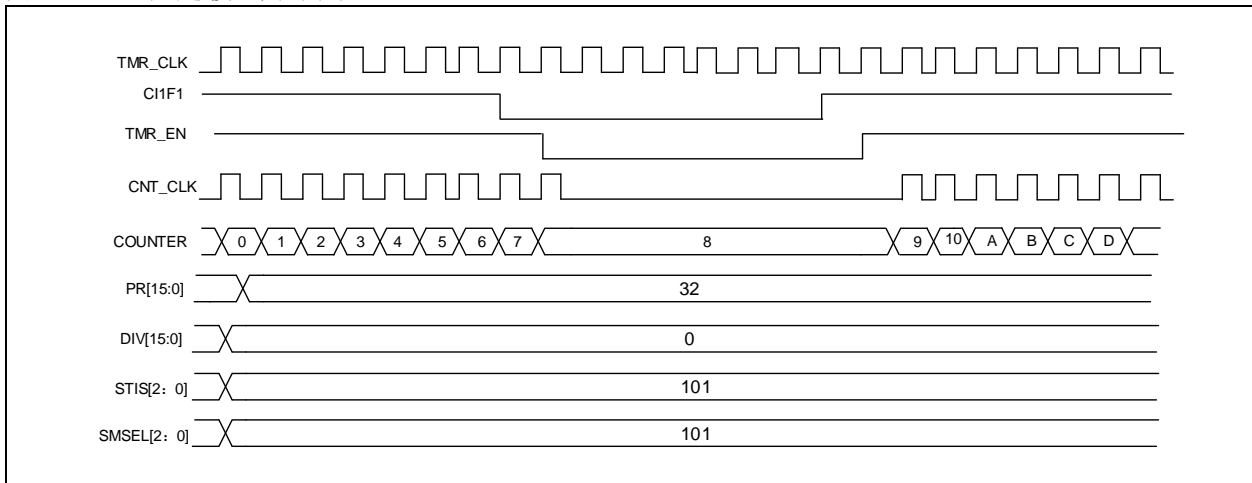 TMR_CLK
CI1F1
TMR_EN
CNT_CLK
COUNTER 0 1 2 3 4 5 6 7 8 9 10 A B C D
PR[15:0] 32
DIV[15:0] 0
STIS[2：0] 101
SMSEL[2：0] 101